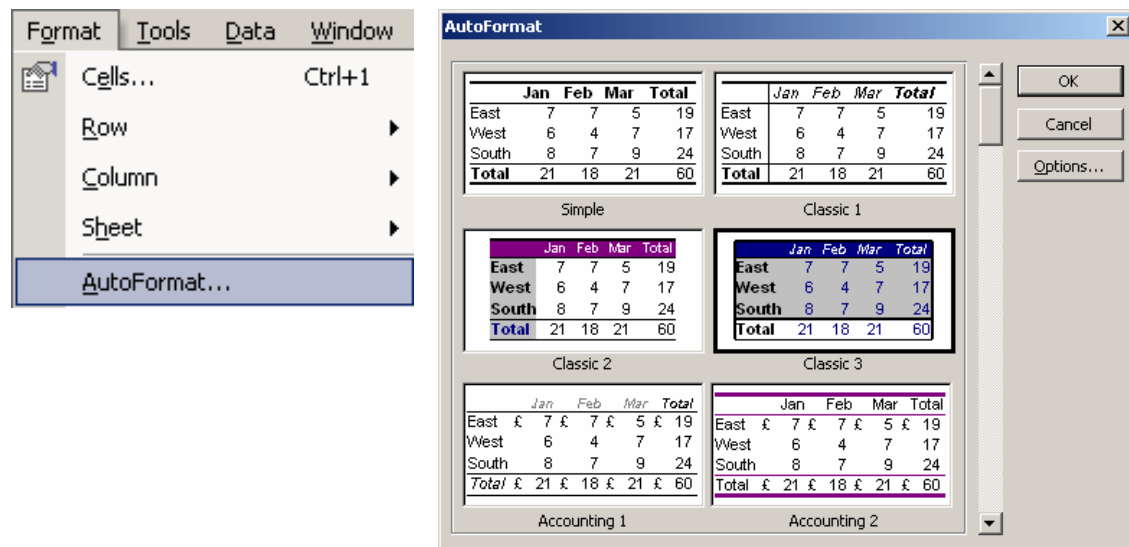 Format Tools Data Window
Cells... Ctrl+1
Row
Column
Sheet
AutoFormat...
AutoFormat
Jan Feb Mar Total
East 7 7 5 19
West 6 4 7 17
South 8 7 9 24
Total 21 18 21 60
Simple
Jan Feb Mar Total
East 7 7 5 19
West 6 4 7 17
South 8 7 9 24
Total 21 18 21 60
Classic 1
Jan Feb Mar Total
East 7 7 5 19
West 6 4 7 17
South 8 7 9 24
Total 21 18 21 60
Classic 2
Jan Feb Mar Total
East 7 7 5 19
West 6 4 7 17
South 8 7 9 24
Total 21 18 21 60
Classic 3
Jan Feb Mar Total
East £ 7 £ 7 £ 5 £ 19
West 6 4 7 17
South 8 7 9 24
Total £ 21 £ 18 £ 21 £ 60
Accounting 1
Jan Feb Mar Total
East £ 7 £ 7 £ 5 £ 19
West 6 4 7 17
South 8 7 9 24
Total £ 21 £ 18 £ 21 £ 60
Accounting 2
OK
Cancel
Options...